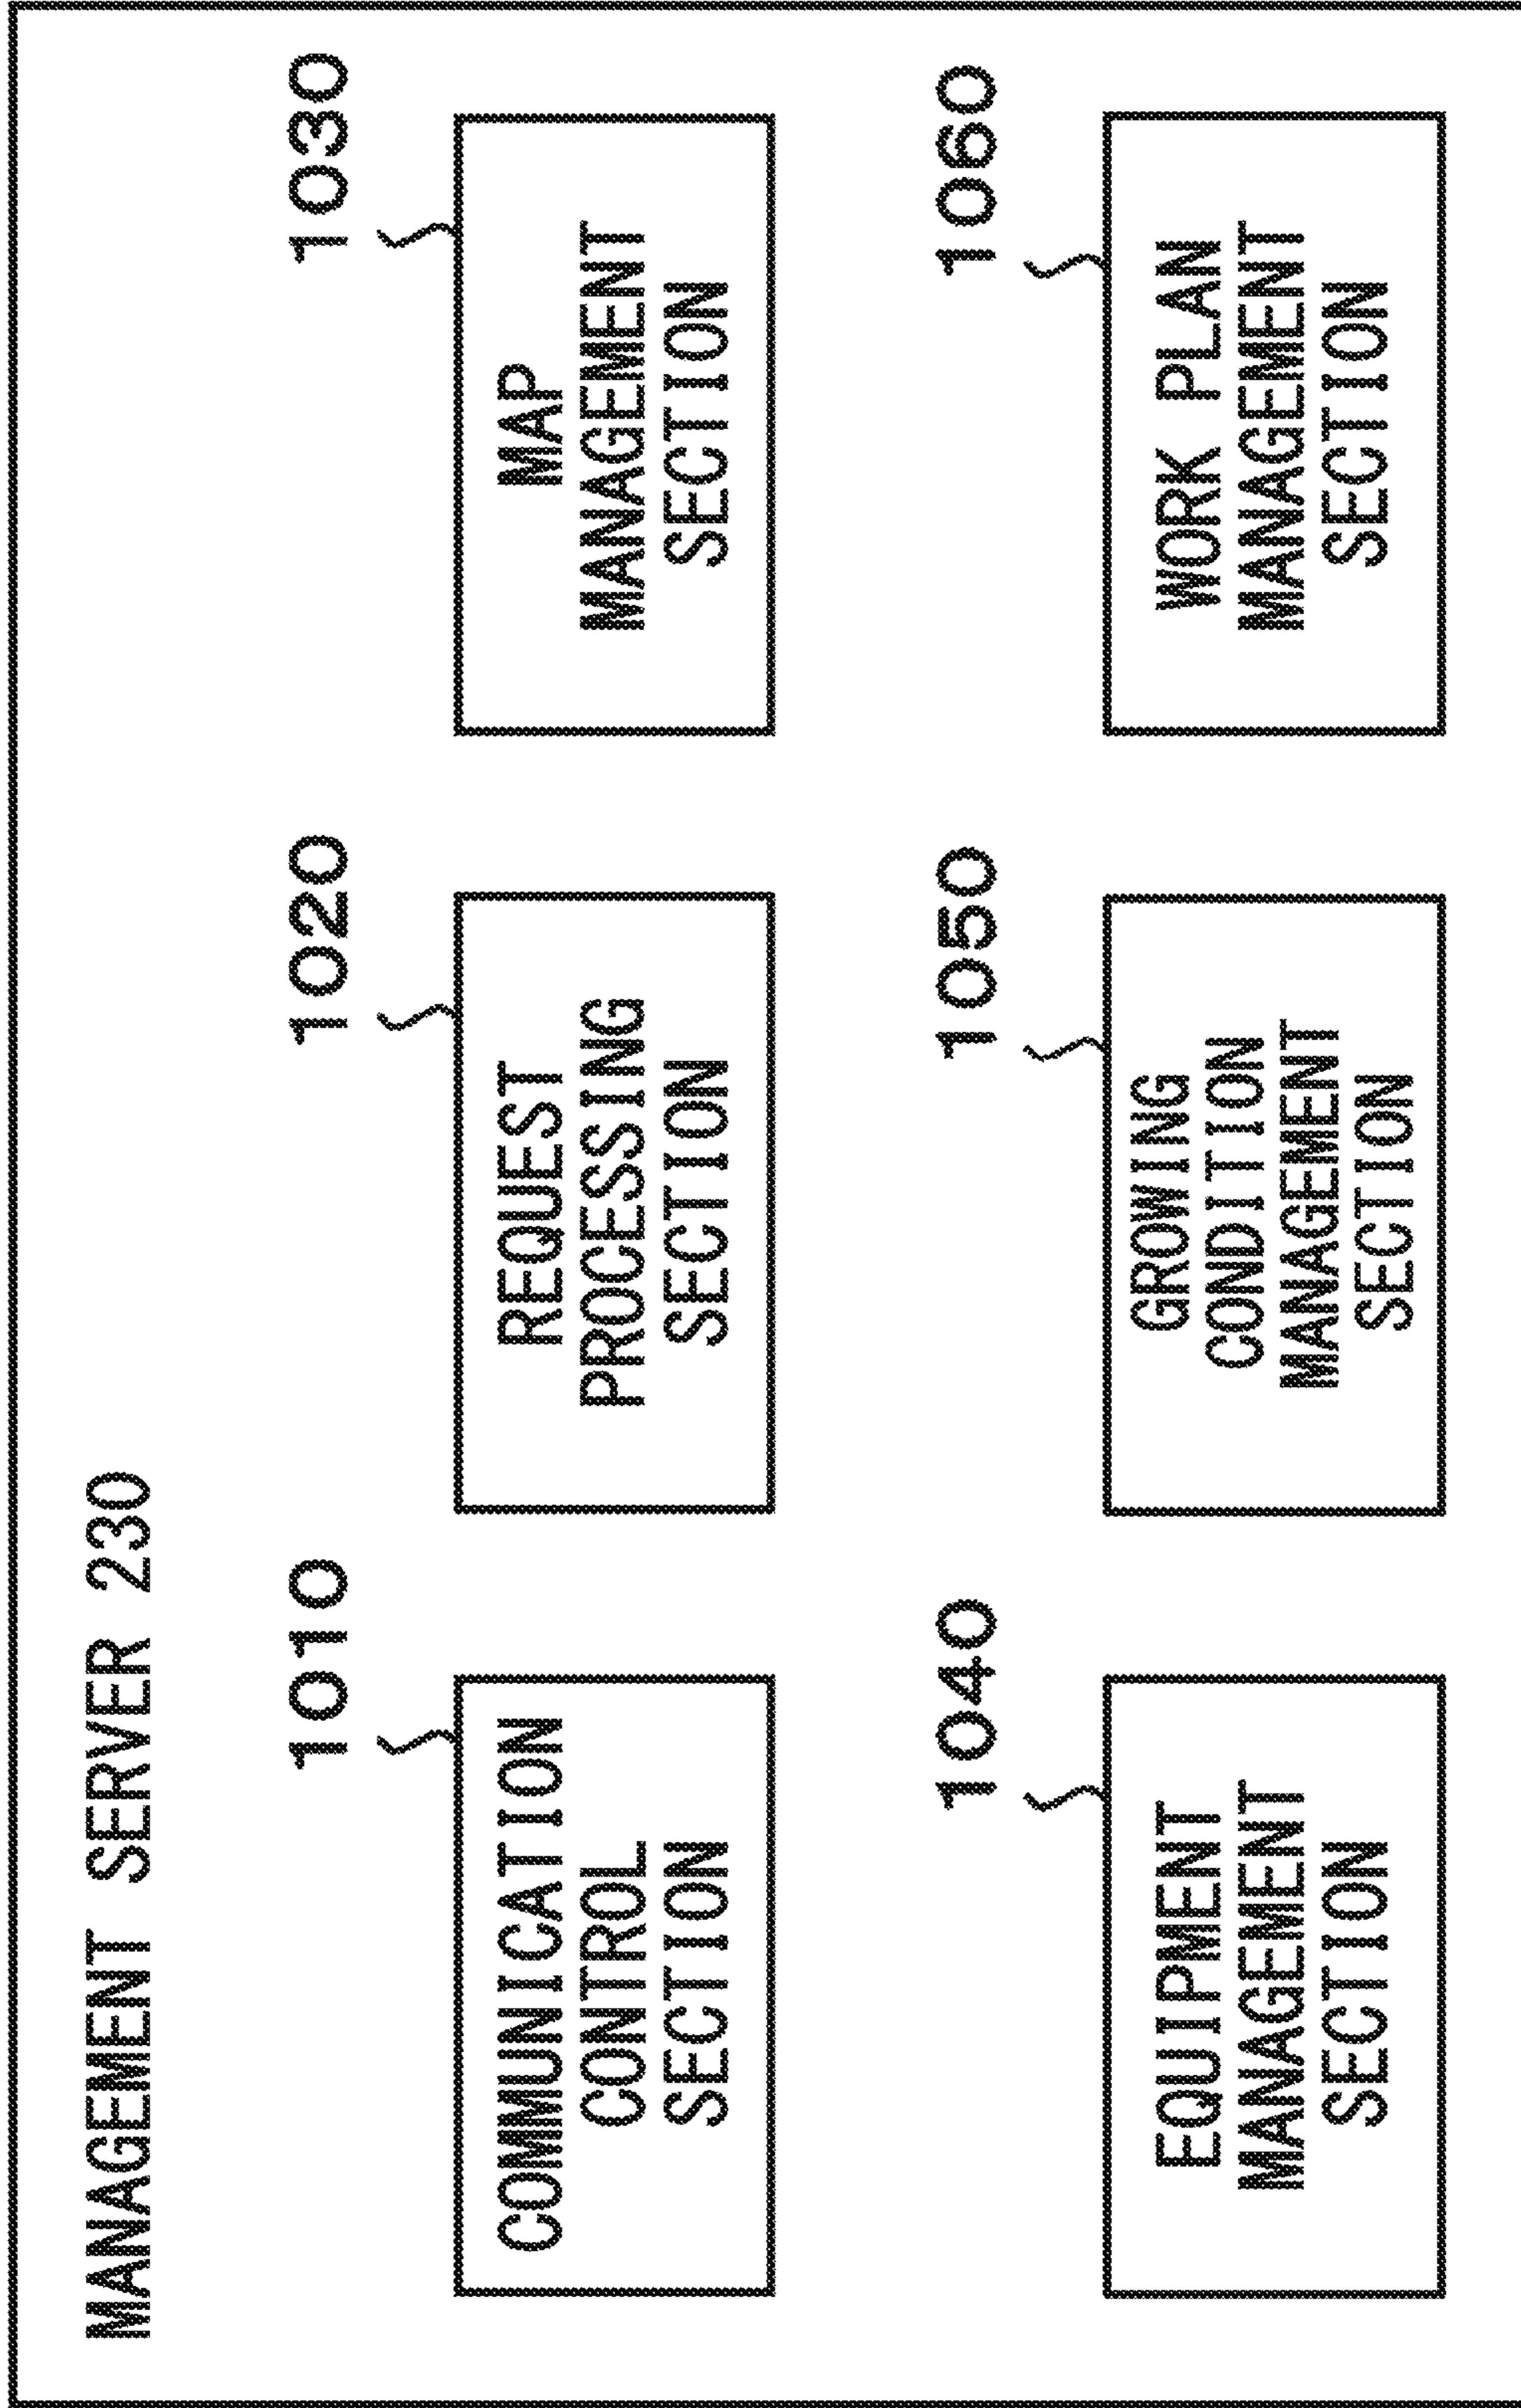 MANAGEMENT SERVER 230
1010
COMMUNICATION
CONTROL
SECTION
1020
REQUEST
PROCESSING
SECTION
1030
MAP
MANAGEMENT
SECTION
1040
EQUIPMENT
MANAGEMENT
SECTION
1050
GROWING
CONDITION
MANAGEMENT
SECTION
1060
WORK PLAN
MANAGEMENT
SECTION